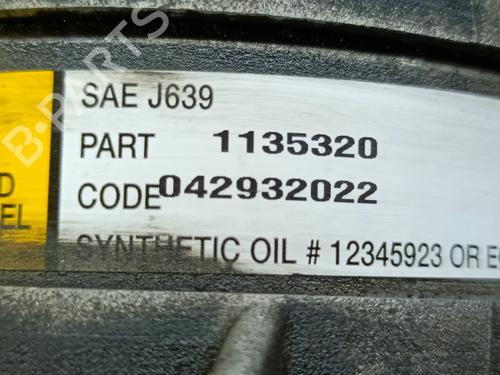 B-PARTS
SAE J639
PART 1135320
CODE 042932022
SYNTHETIC OIL # 12345923 OR